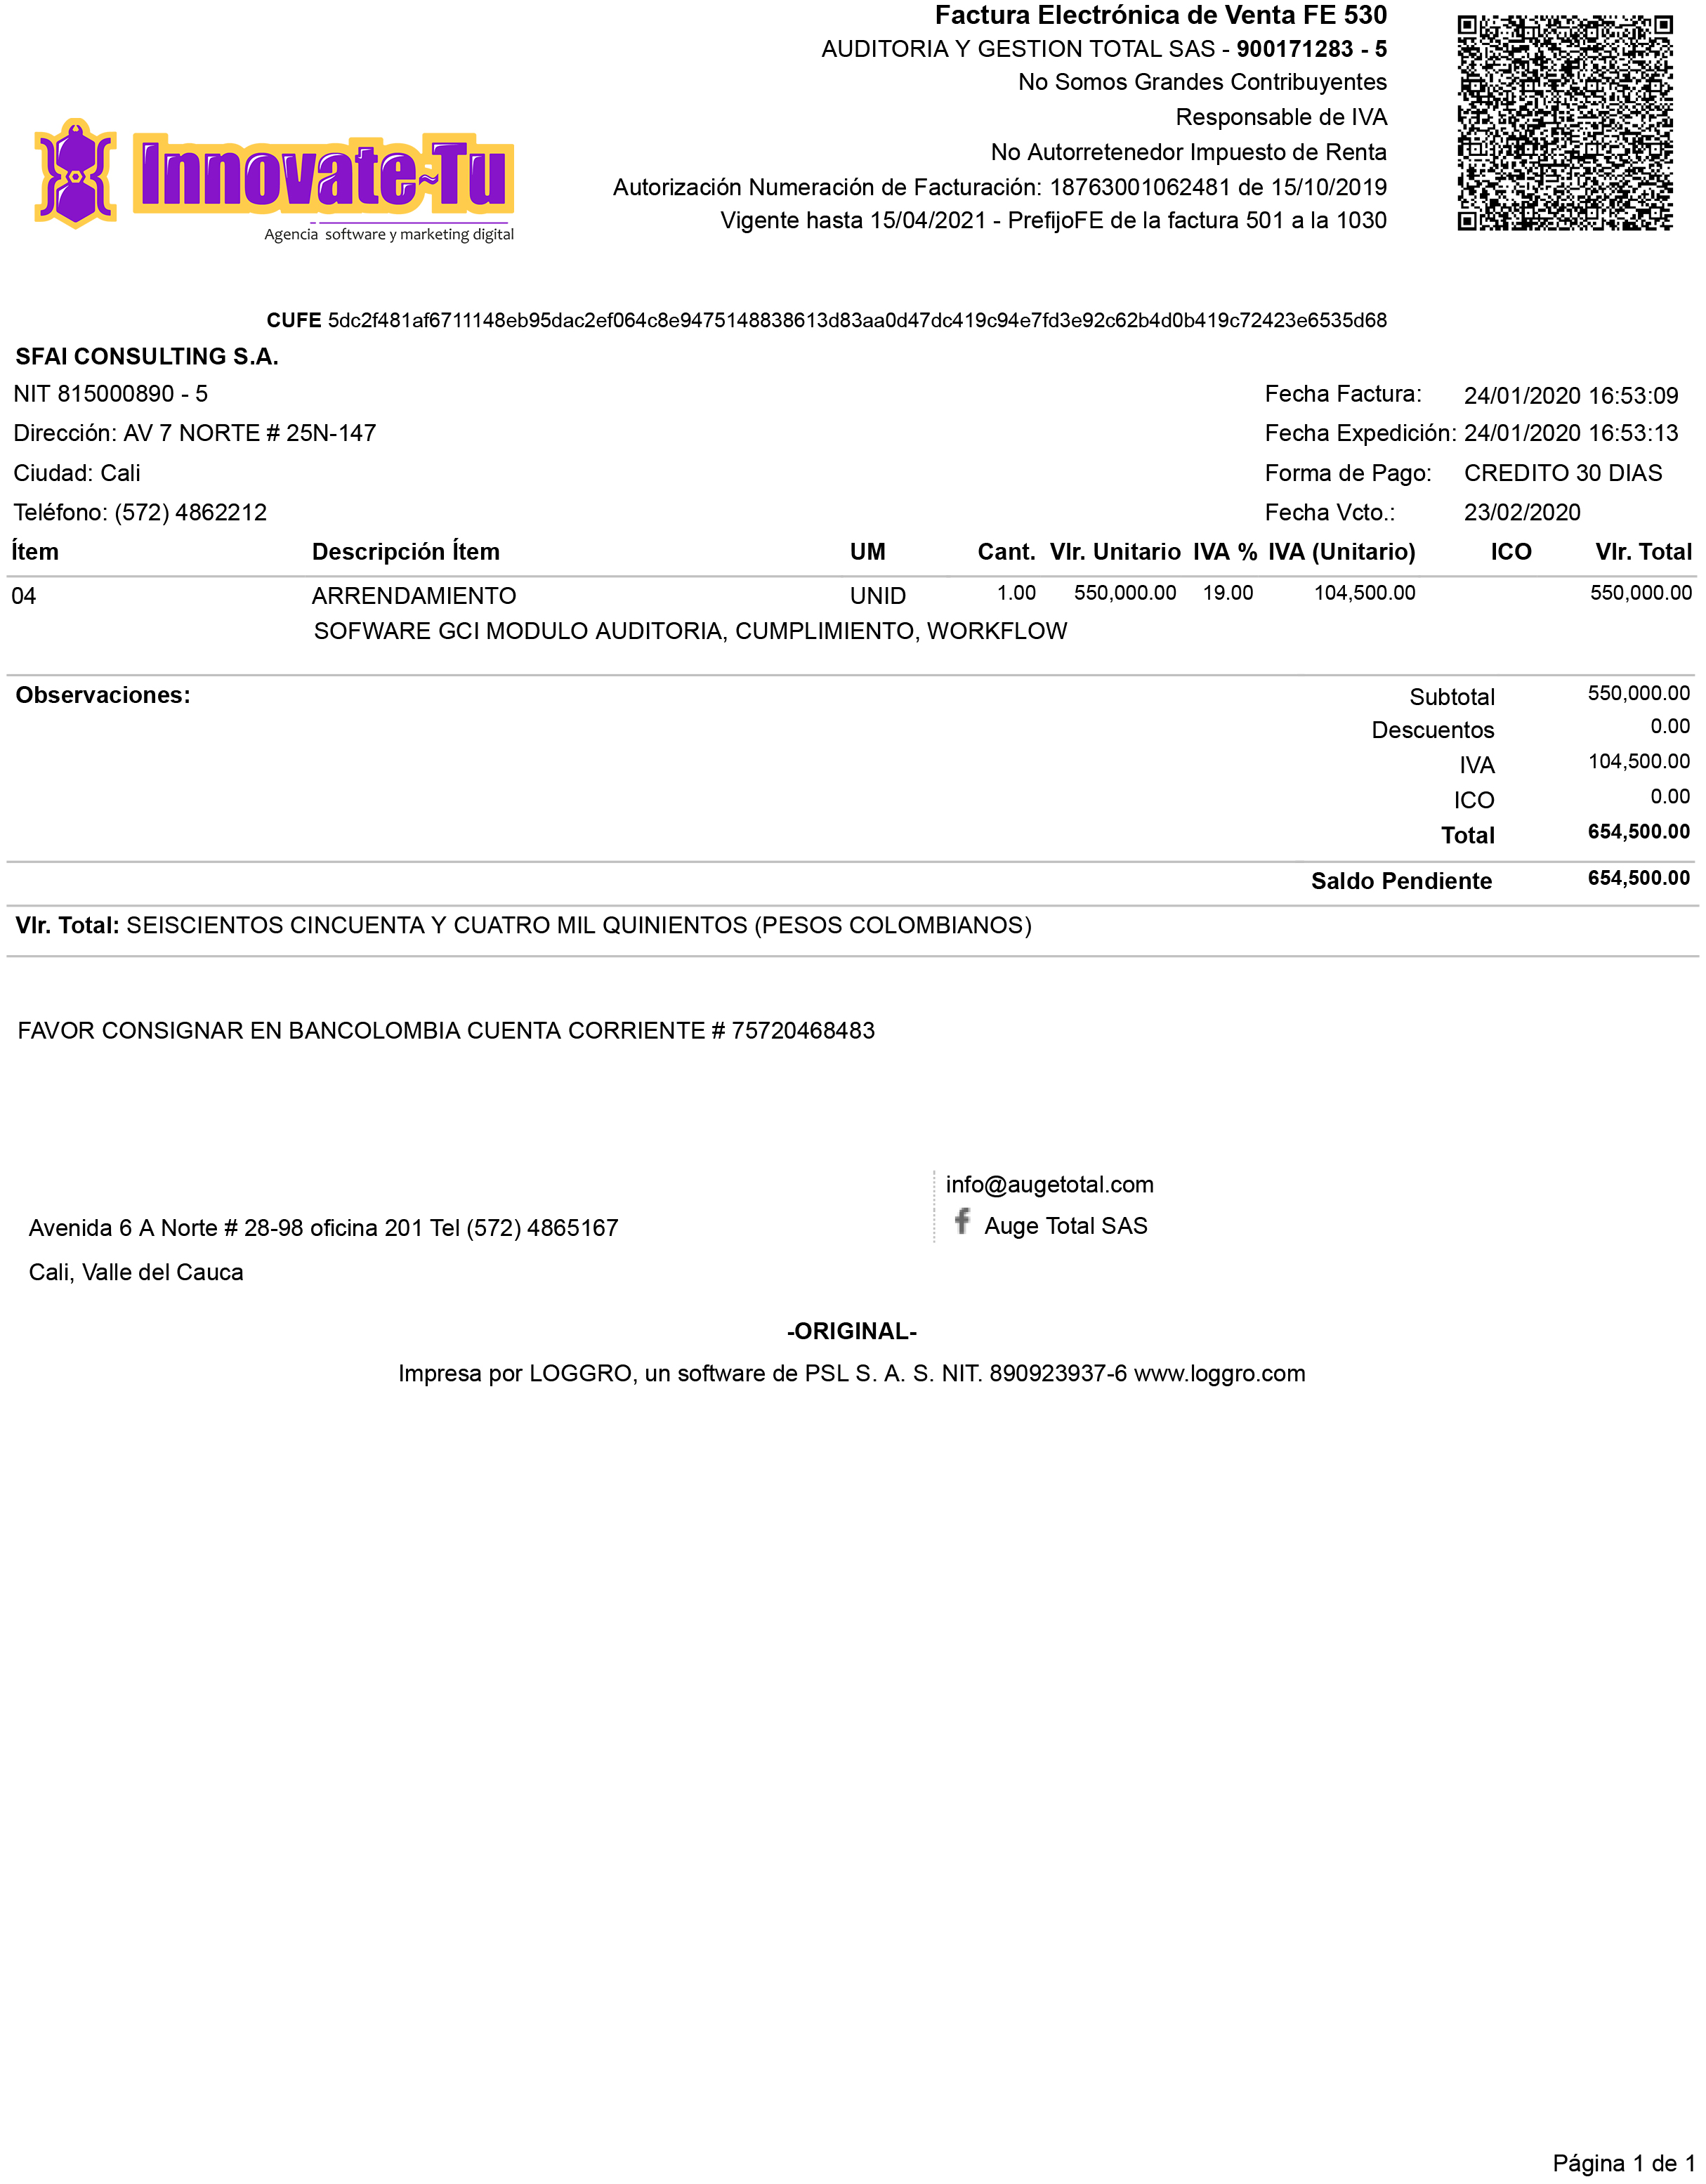 Factura Electrónica de Venta FE 530
AUDITORIA Y GESTION TOTAL SAS - 900171283 - 5
No Somos Grandes Contribuyentes
Responsable de IVA
No Autorretenedor Impuesto de Renta
Autorización Numeración de Facturación: 18763001062481 de 15/10/2019
Vigente hasta 15/04/2021 - PrefijoFE de la factura 501 a la 1030
Innovate~Tu
Agencia software y marketing digital
CUFE 5dc2f481af6711148eb95dac2ef064c8e9475148838613d83aa0d47dc419c94e7fd3e92c62b4d0b419c72423e6535d68
SFAI CONSULTING S.A.
NIT 815000890 - 5
Dirección: AV 7 NORTE # 25N-147
Ciudad: Cali
Teléfono: (572) 4862212
Fecha Factura: 24/01/2020 16:53:09
Fecha Expedición: 24/01/2020 16:53:13
Forma de Pago: CREDITO 30 DIAS
Fecha Vcto.: 23/02/2020
Ítem Descripción Ítem UM Cant. Vlr. Unitario IVA % IVA (Unitario) ICO Vlr. Total
04 ARRENDAMIENTO UNID 1.00 550,000.00 19.00 104,500.00 550,000.00
SOFWARE GCI MODULO AUDITORIA, CUMPLIMIENTO, WORKFLOW
Observaciones:
Subtotal 550,000.00
Descuentos 0.00
IVA 104,500.00
ICO 0.00
Total 654,500.00
Saldo Pendiente 654,500.00
Vlr. Total: SEISCIENTOS CINCUENTA Y CUATRO MIL QUINIENTOS (PESOS COLOMBIANOS)
FAVOR CONSIGNAR EN BANCOLOMBIA CUENTA CORRIENTE # 75720468483
info@augetotal.com
Auge Total SAS
Avenida 6 A Norte # 28-98 oficina 201 Tel (572) 4865167
Cali, Valle del Cauca
-ORIGINAL-
Impresa por LOGGRO, un software de PSL S. A. S. NIT. 890923937-6 www.loggro.com
Página 1 de 1